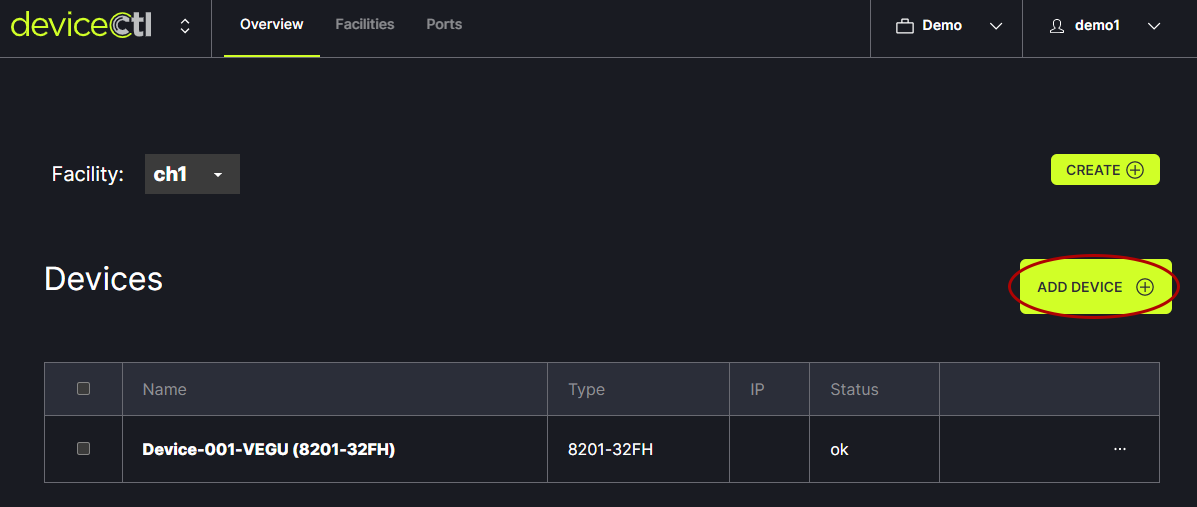 devicectl Overview Facilities Ports Demo demo1
Facility: ch1 CREATE
Devices ADD DEVICE
Name Type IP Status
Device-001-VEGU (8201-32FH) 8201-32FH ok ...